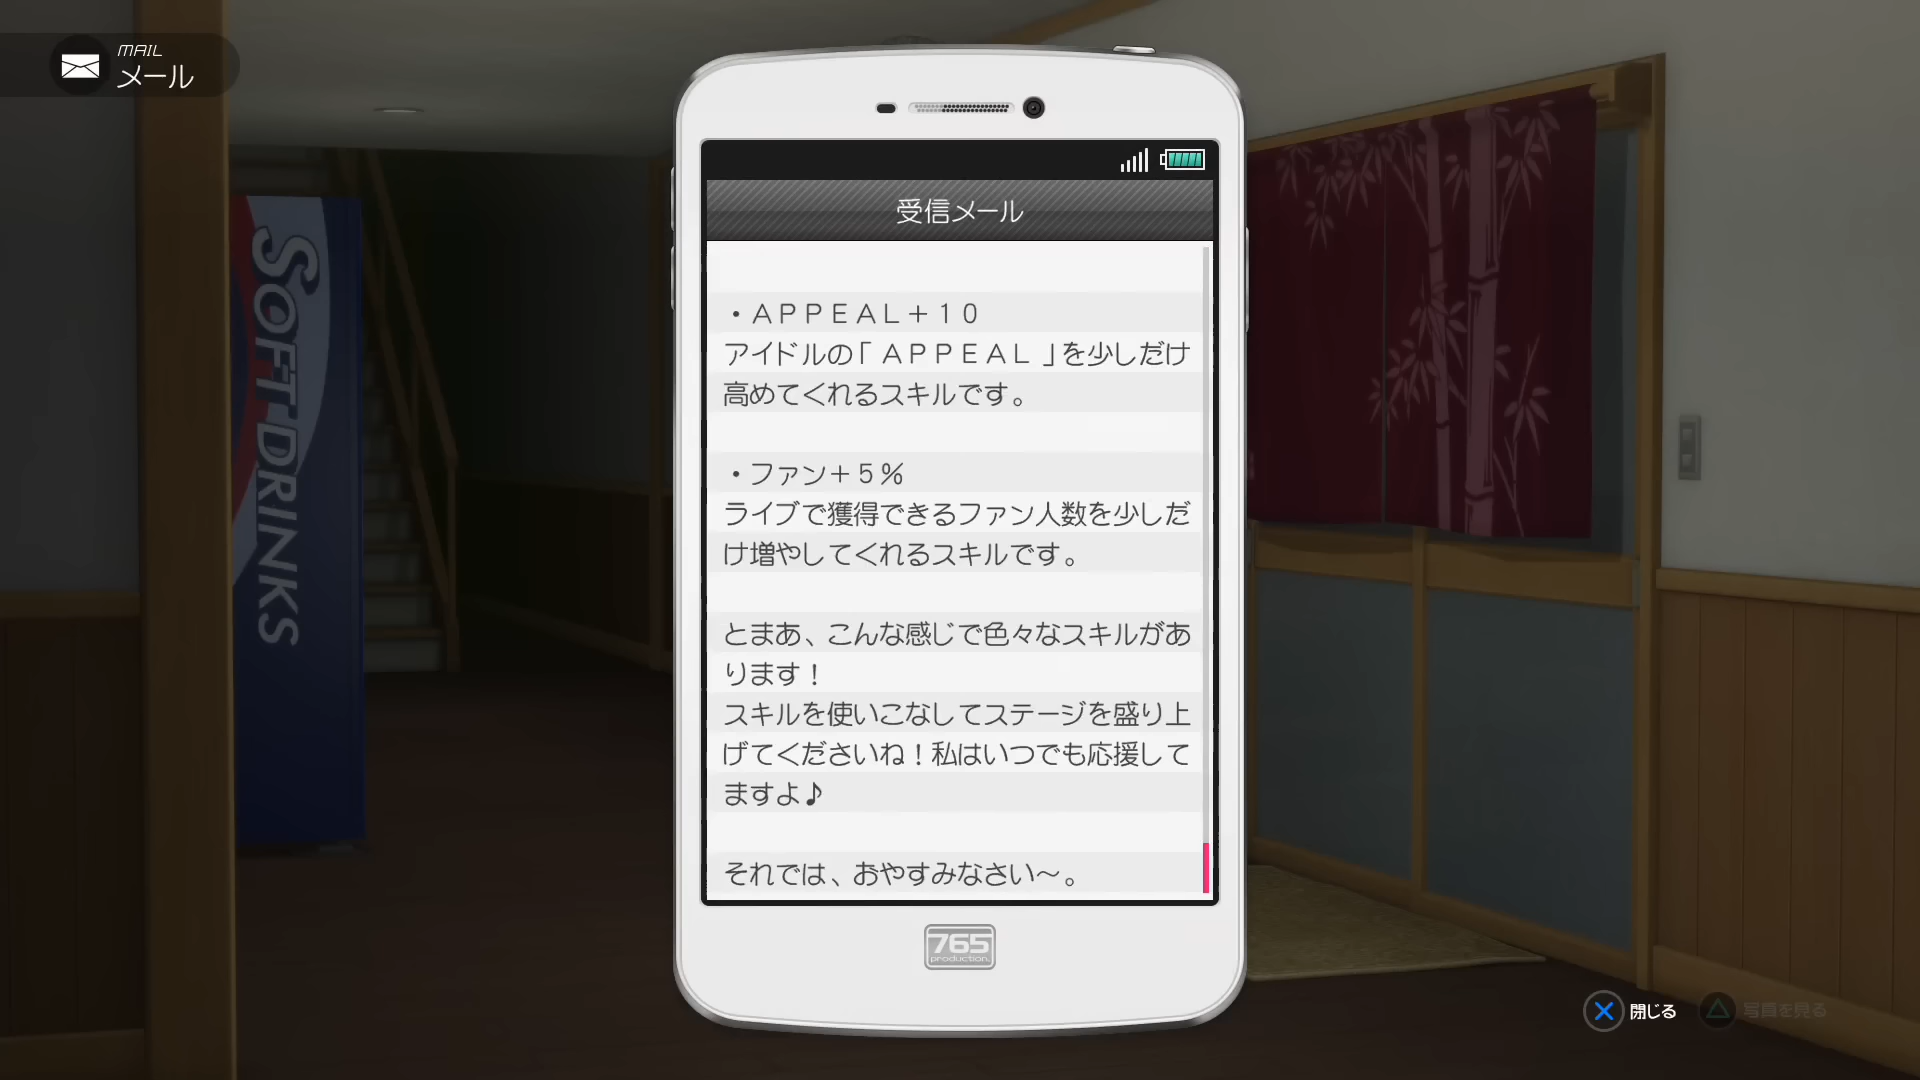 MAIL
メール
受信メール
・ＡＰＰＥＡＬ＋１０
アイドルの「ＡＰＰＥＡＬ」を少しだけ
高めてくれるスキルです。
・ファン＋５％
ライブで獲得できるファン人数を少しだ
け増やしてくれるスキルです。
とまあ、こんな感じで色々なスキルがあ
ります！
スキルを使いこなしてステージを盛り上
げてくださいね！私はいつでも応援して
ますよ♪
それでは、おやすみなさい～。
765
production
SOFTDRINKS
閉じる
写真を見る